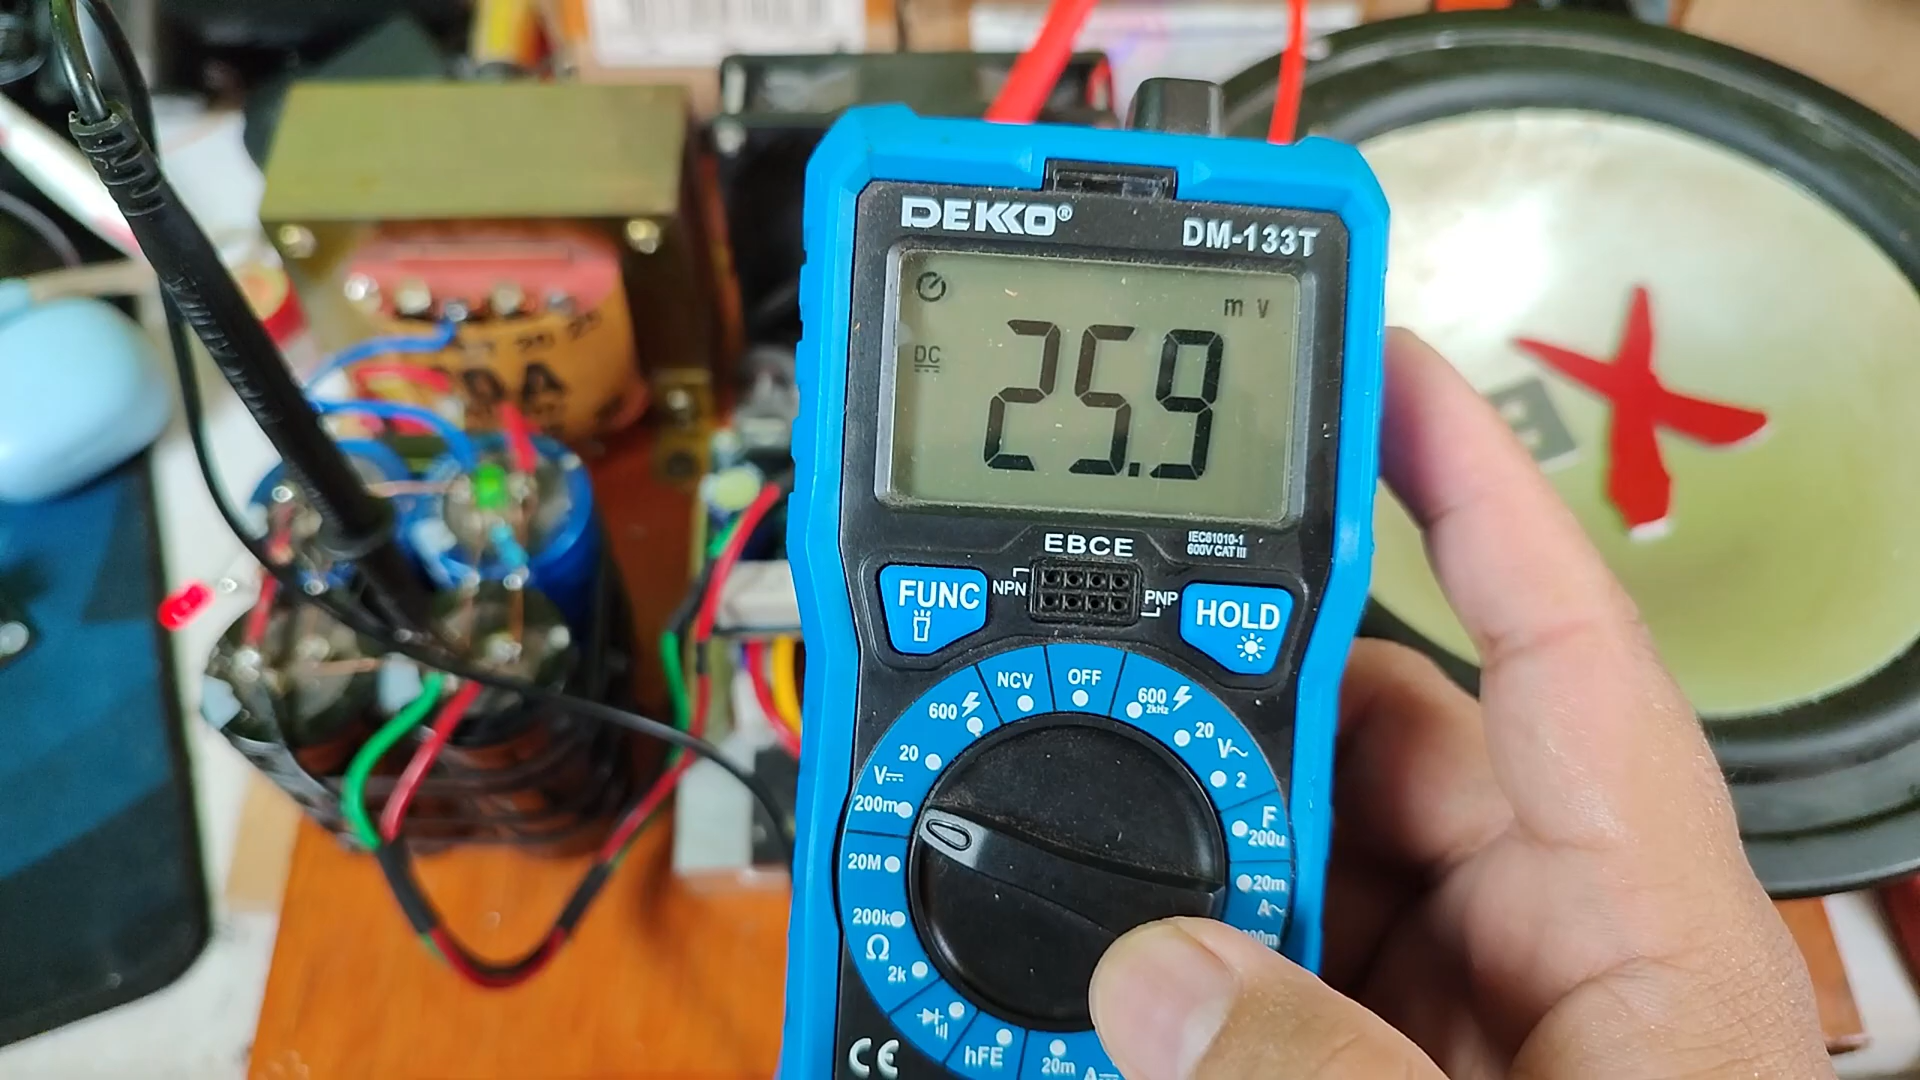 DEKKO®
DM-133T
m V
DC
25.9
EBCE
IEC61010-1
600V CAT III
FUNC
NPN
PNP
HOLD
NCV
OFF
600
2kHz
600
20
20
V~
V⎓
2
200m
F
200u
20M
20m
A~
200k
Ω
2k
hFE
20m
A⎓
CE